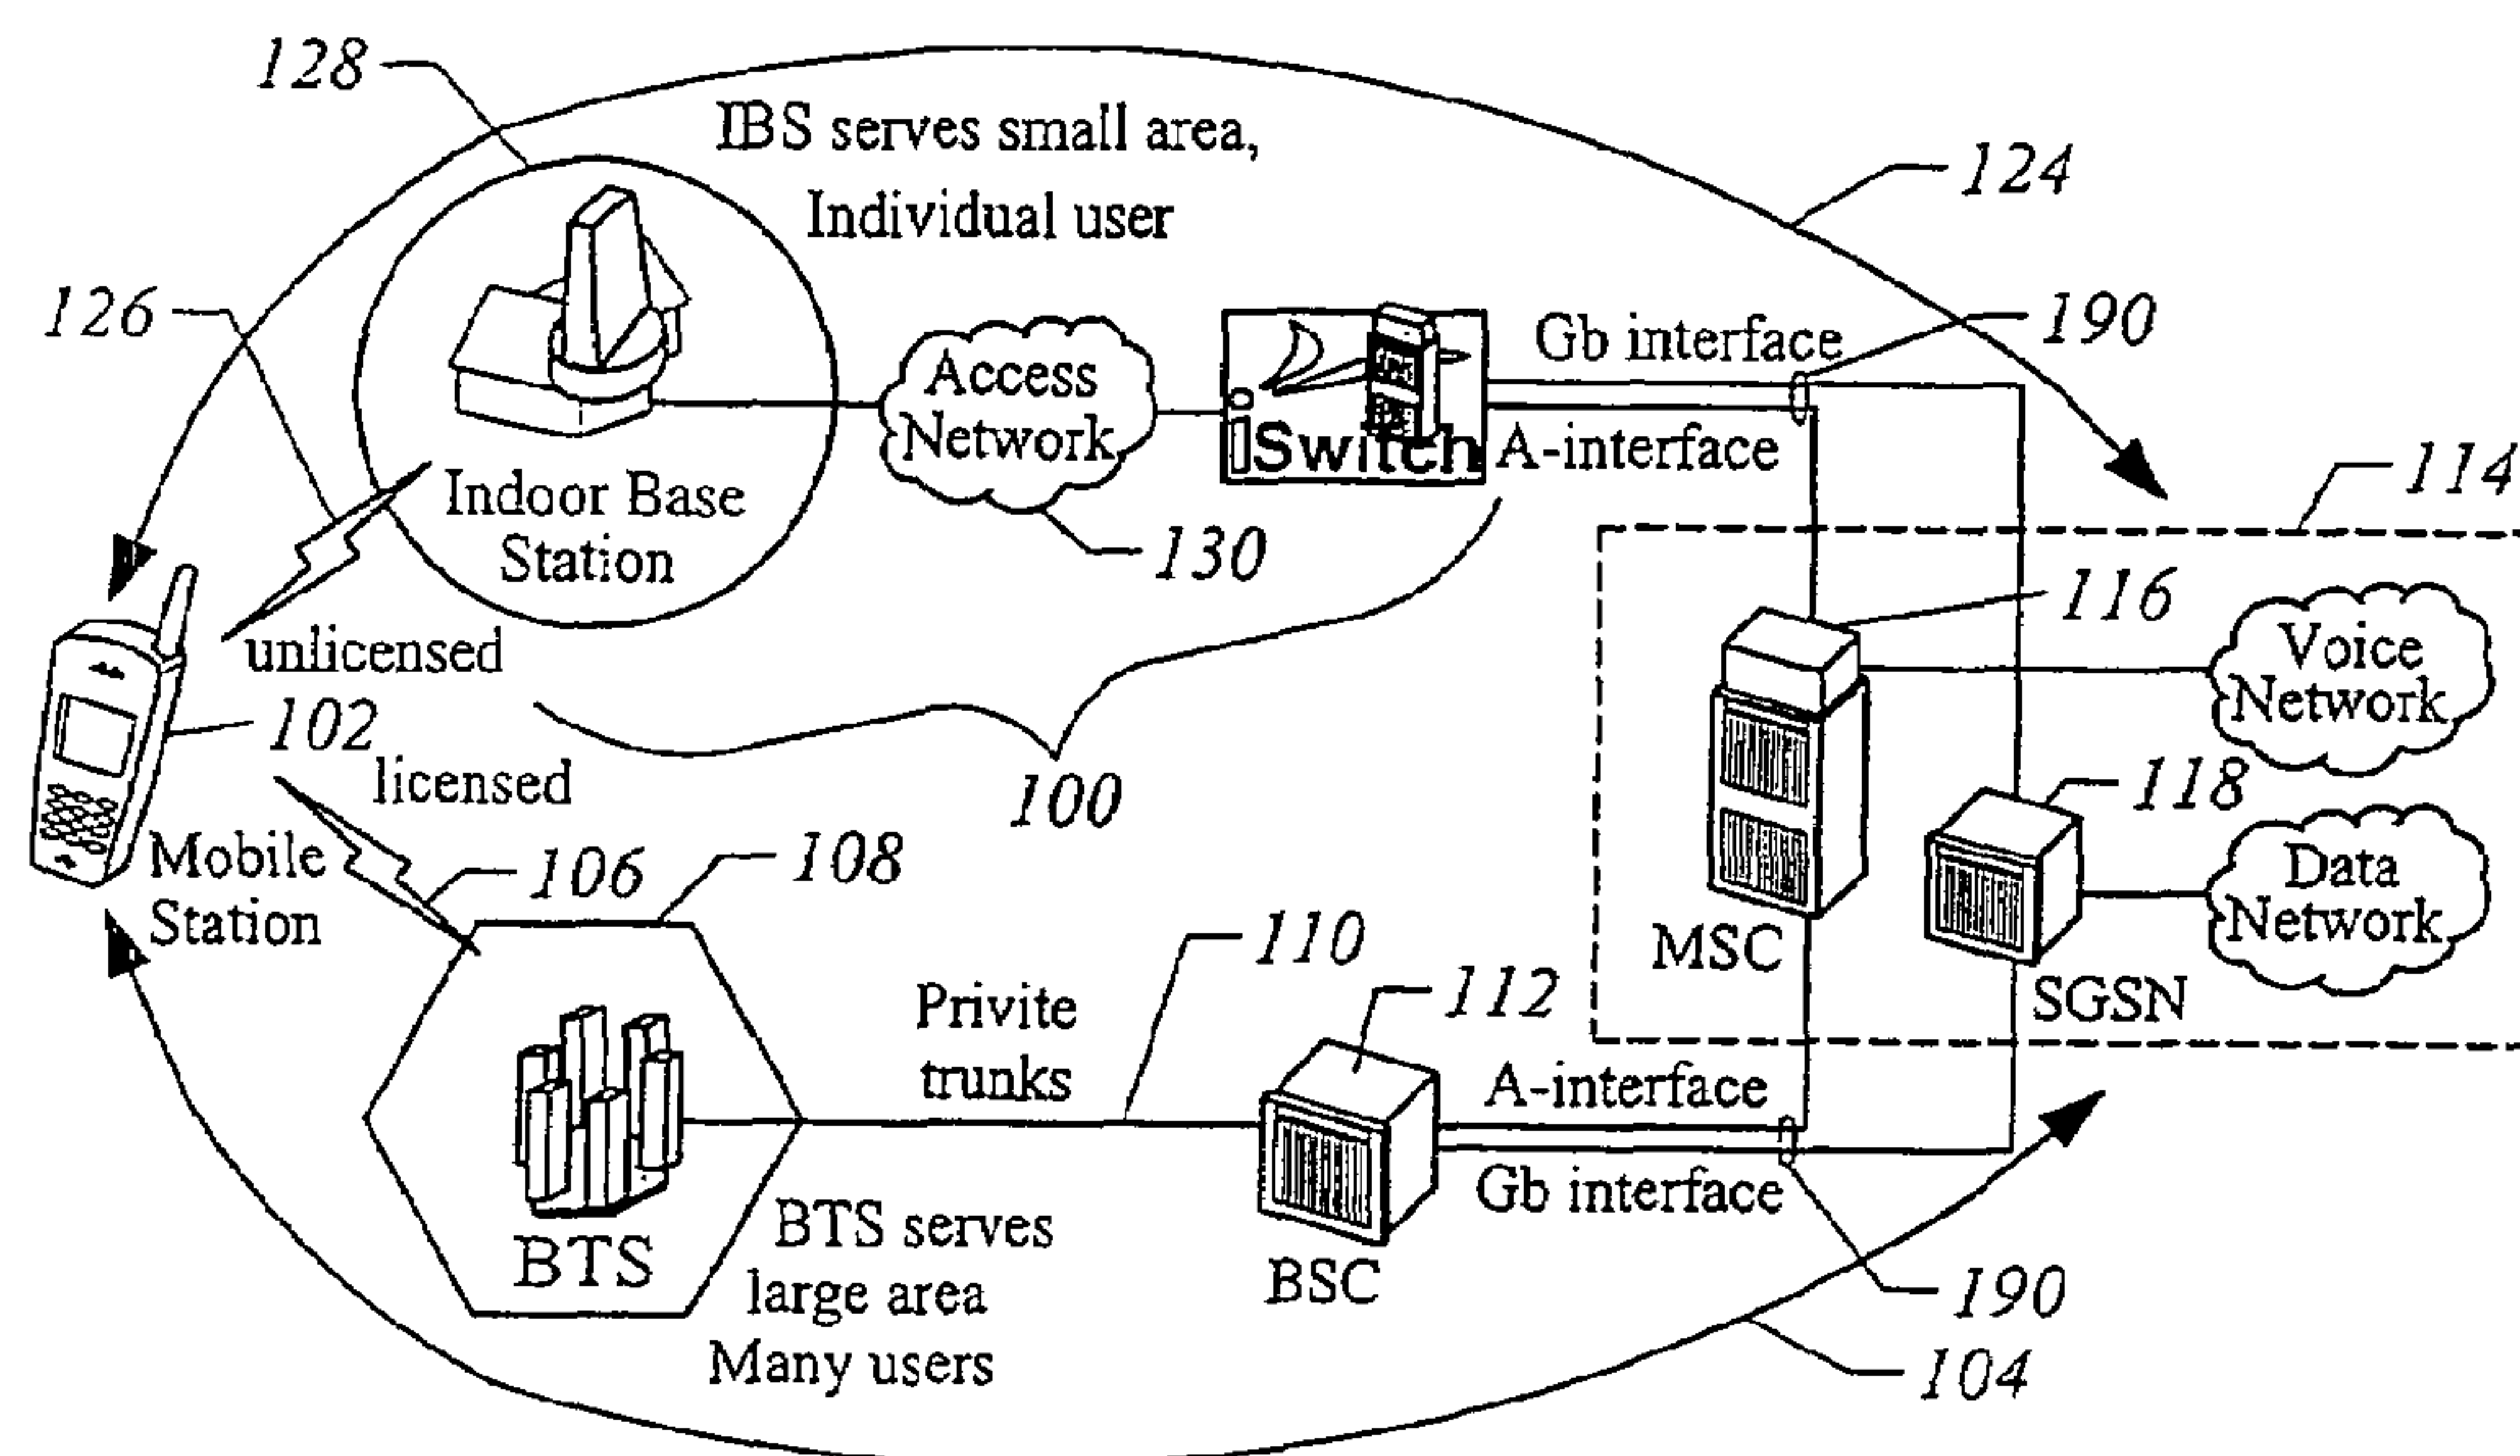 128
IBS serves small area,
Individual user
124
126
190
Gb interface
Access
Network
iSwitch
A-interface
114
Indoor Base
Station
130
116
unlicensed
Voice
Network
102
licensed
100
118
Mobile
Station
106
108
Data
Network
MSC
110
SGSN
112
Privite
trunks
A-interface
Gb interface
BTS
BTS serves
large area
Many users
BSC
190
104